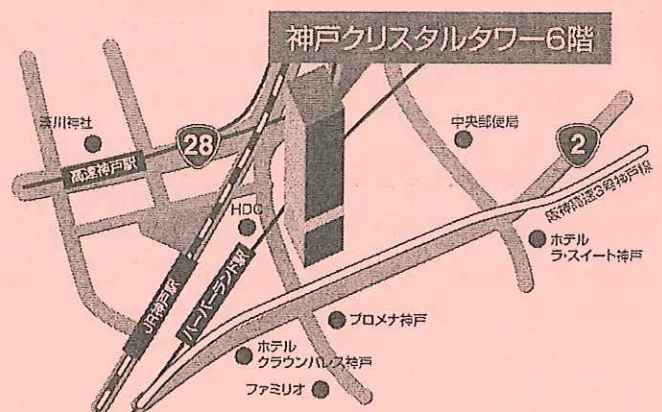 神戸クリスタルタワー6階
湊川神社
28
高速神戸駅
中央郵便局
2
阪神高速3号神戸線
HDC
ホテル
ラ・スイート神戸
JR神戸駅
ハーバーランド駅
プロメナ神戸
ホテル
クラウンパレス神戸
ファミリオ